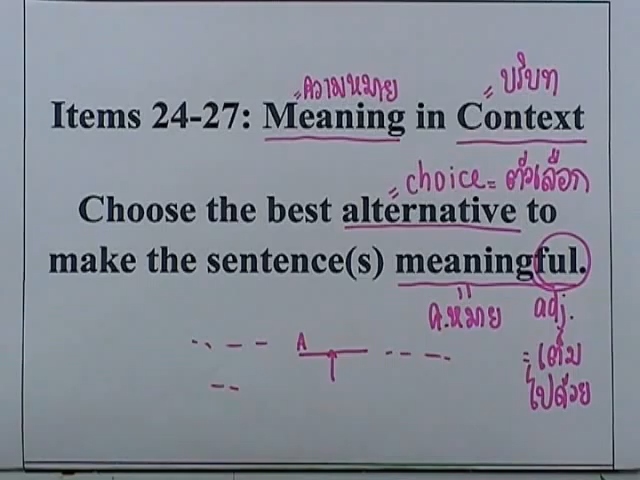 =ความหมาย =บริบท
Items 24-27: Meaning in Context
= choice = ตัวเลือก
Choose the best alternative to
make the sentence(s) meaningful.
ค.หมาย adj.
A = เต็ม
ไปด้วย